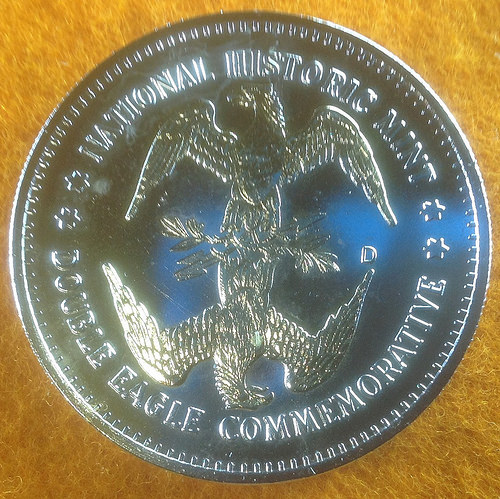 NATIONAL HISTORIC MINT
D
DOUBLE EAGLE COMMEMORATIVE